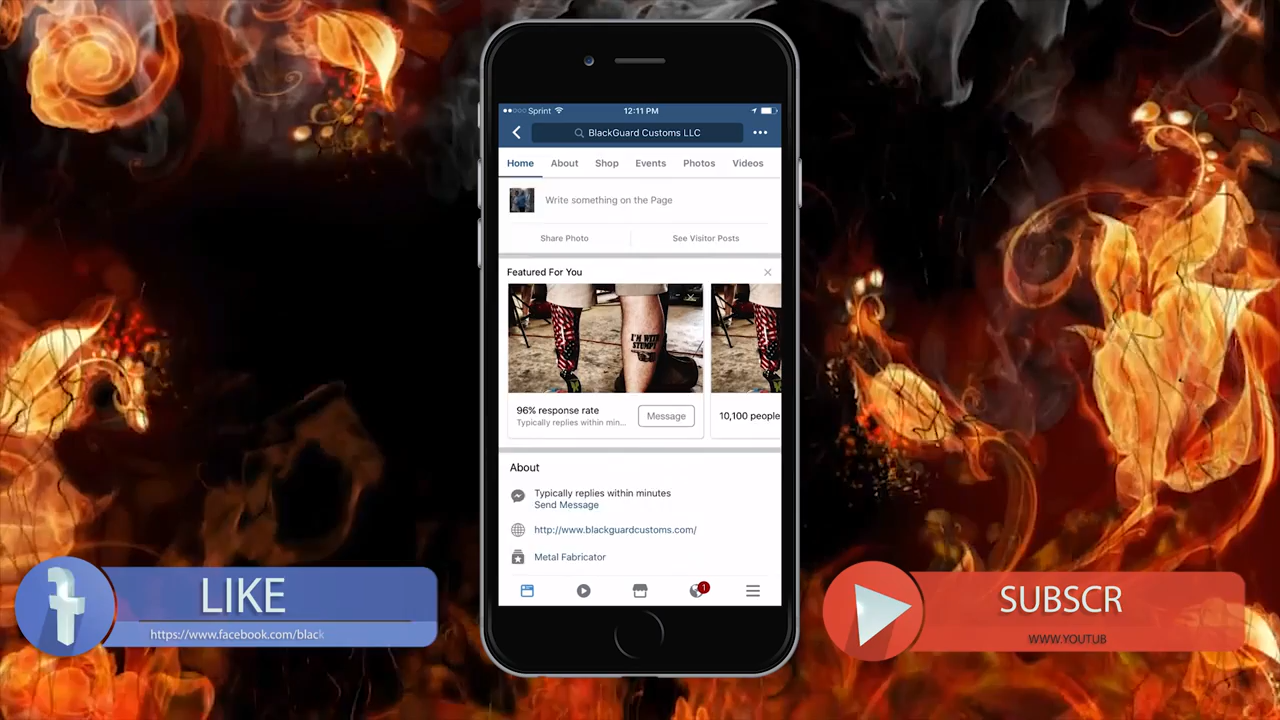 Sprint 12:11 PM
BlackGuard Customs LLC
Home About Shop Events Photos Videos
Write something on the Page
Share Photo See Visitor Posts
Featured For You
I'M WITH
STUMPY
96% response rate
Typically replies within min...
Message
10,100 people
About
Typically replies within minutes
Send Message
http://www.blackguardcustoms.com/
Metal Fabricator
1
LIKE
https://www.facebook.com/black
SUBSCR
WWW.YOUTUB